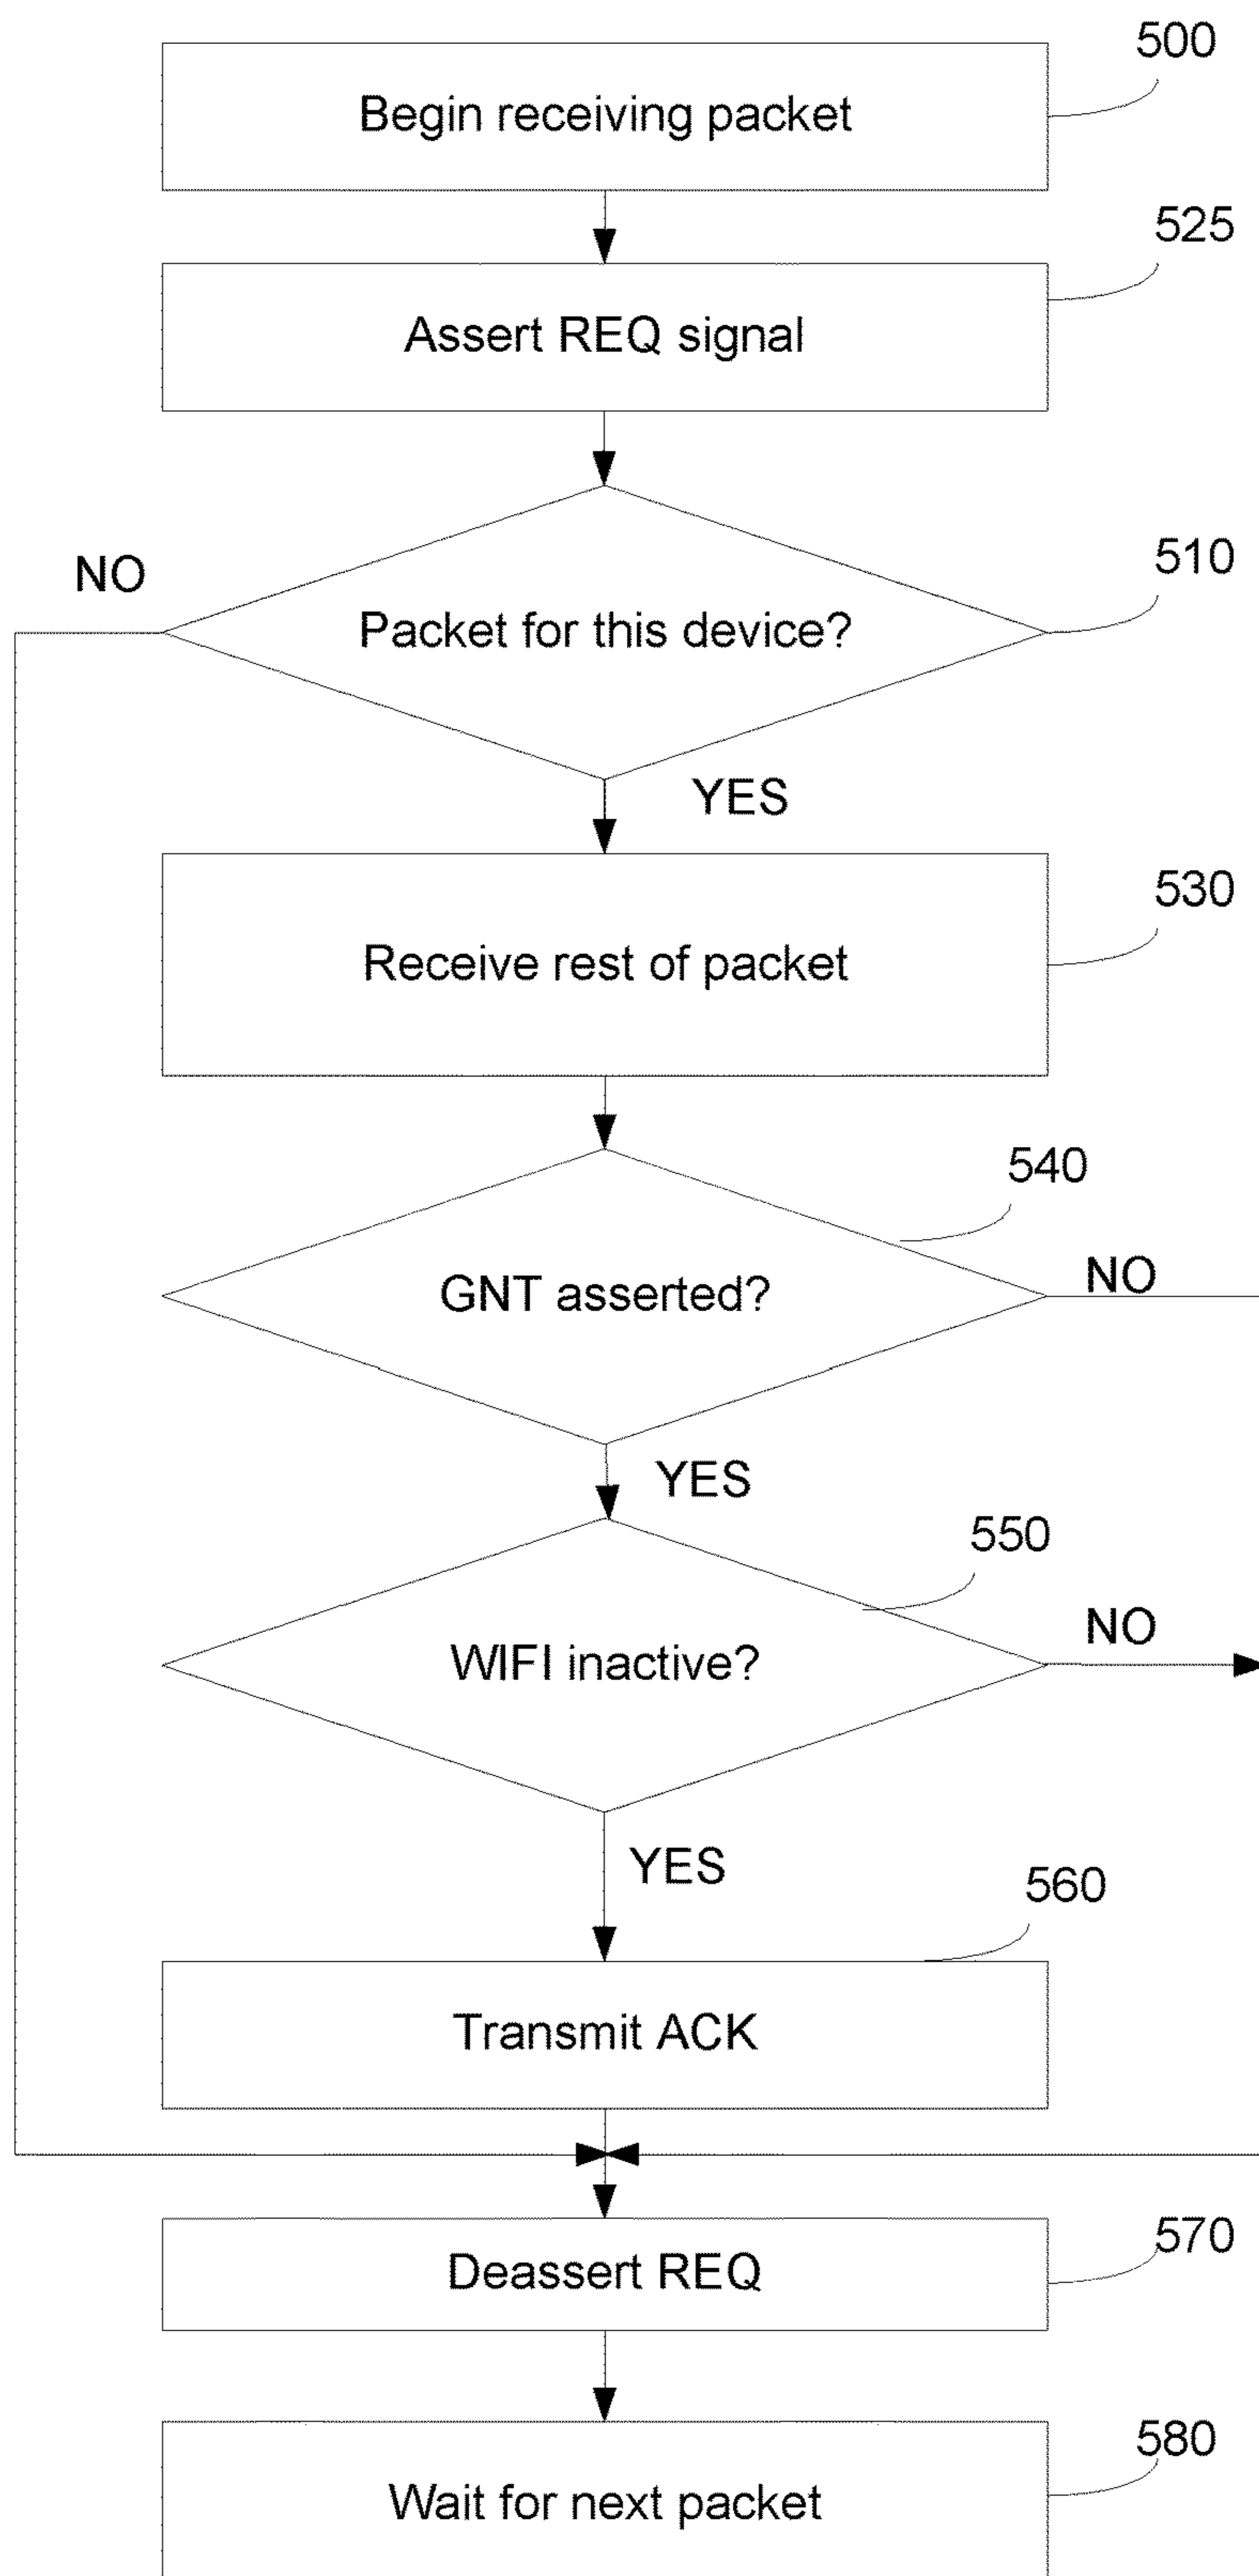 500
Begin receiving packet
525
Assert REQ signal
510
NO
Packet for this device?
YES
530
Receive rest of packet
540
GNT asserted?
NO
YES
550
WIFI inactive?
NO
YES
560
Transmit ACK
570
Deassert REQ
580
Wait for next packet